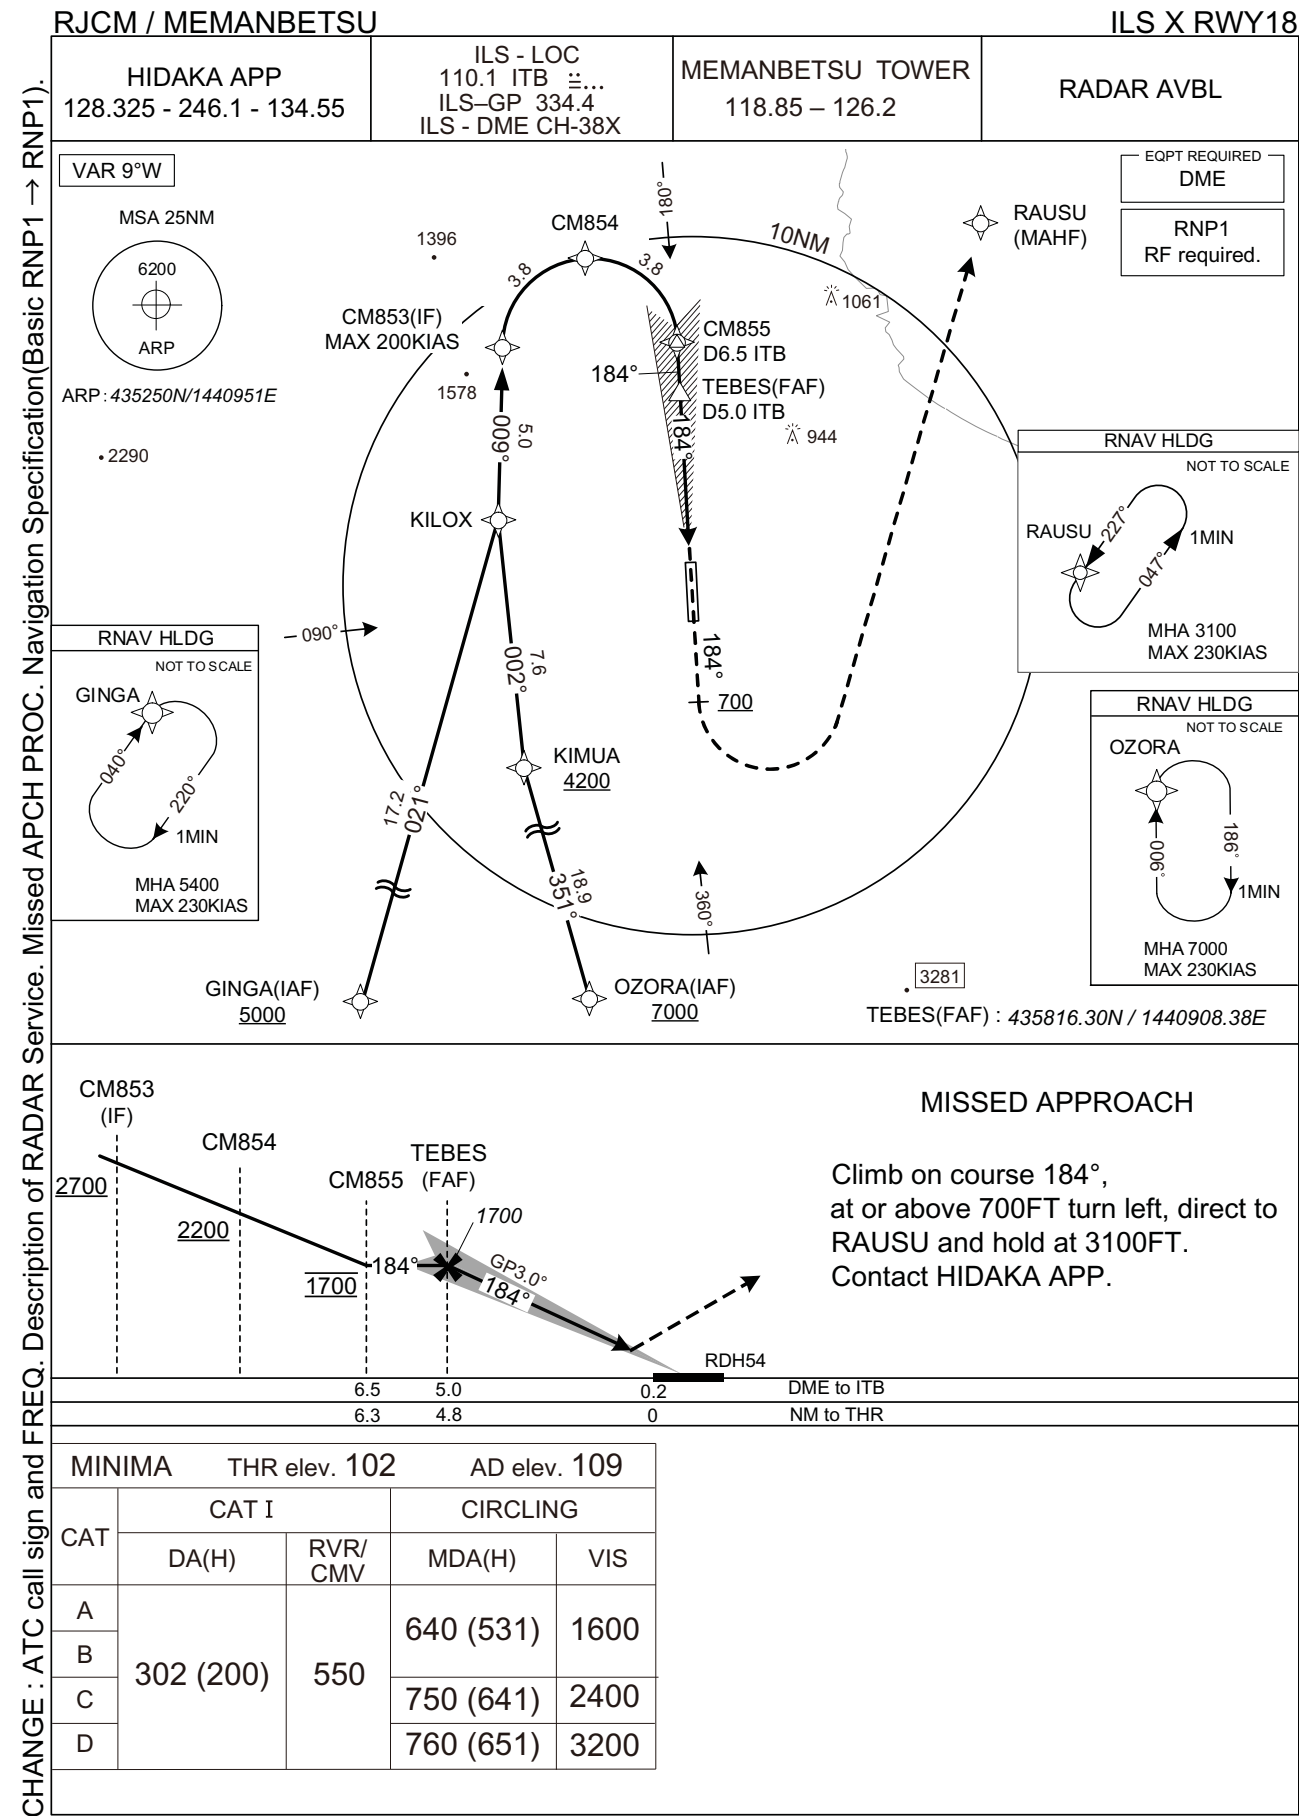 RJCM / MEMANBETSU
ILS X RWY18
HIDAKA APP
128.325 - 246.1 - 134.55
ILS - LOC
110.1 ITB
ILS–GP 334.4
ILS - DME CH-38X
MEMANBETSU TOWER
118.85 – 126.2
RADAR AVBL
VAR 9°W
MSA 25NM
6200
ARP
ARP : 435250N/1440951E
2290
1396
1578
CM854
3.8
3.8
180°
10NM
1061
944
RAUSU
(MAHF)
EQPT REQUIRED
DME
RNP1
RF required.
CM853(IF)
MAX 200KIAS
CM855
D6.5 ITB
184°
TEBES(FAF)
D5.0 ITB
184°
009°
5.0
KILOX
090°
002°
7.6
KIMUA
4200
184°
700
17.2
021°
18.9
351°
360°
GINGA(IAF)
5000
OZORA(IAF)
7000
3281
TEBES(FAF) : 435816.30N / 1440908.38E
RNAV HLDG
NOT TO SCALE
RAUSU
227°
047°
1MIN
MHA 3100
MAX 230KIAS
RNAV HLDG
NOT TO SCALE
GINGA
040°
220°
1MIN
MHA 5400
MAX 230KIAS
RNAV HLDG
NOT TO SCALE
OZORA
006°
186°
1MIN
MHA 7000
MAX 230KIAS
CM853
(IF)
2700
CM854
2200
CM855
1700
TEBES
(FAF)
1700
184°
GP3.0°
184°
RDH54
6.5 5.0 0.2 DME to ITB
6.3 4.8 0 NM to THR
MISSED APPROACH
Climb on course 184°,
at or above 700FT turn left, direct to
RAUSU and hold at 3100FT.
Contact HIDAKA APP.
MINIMA THR elev. 102 AD elev. 109
CAT
CAT I
CIRCLING
DA(H)
RVR/
CMV
MDA(H)
VIS
A
B
C
D
302 (200)
550
640 (531) 1600
750 (641) 2400
760 (651) 3200
CHANGE : ATC call sign and FREQ. Description of RADAR Service. Missed APCH PROC. Navigation Specification(Basic RNP1 → RNP1).